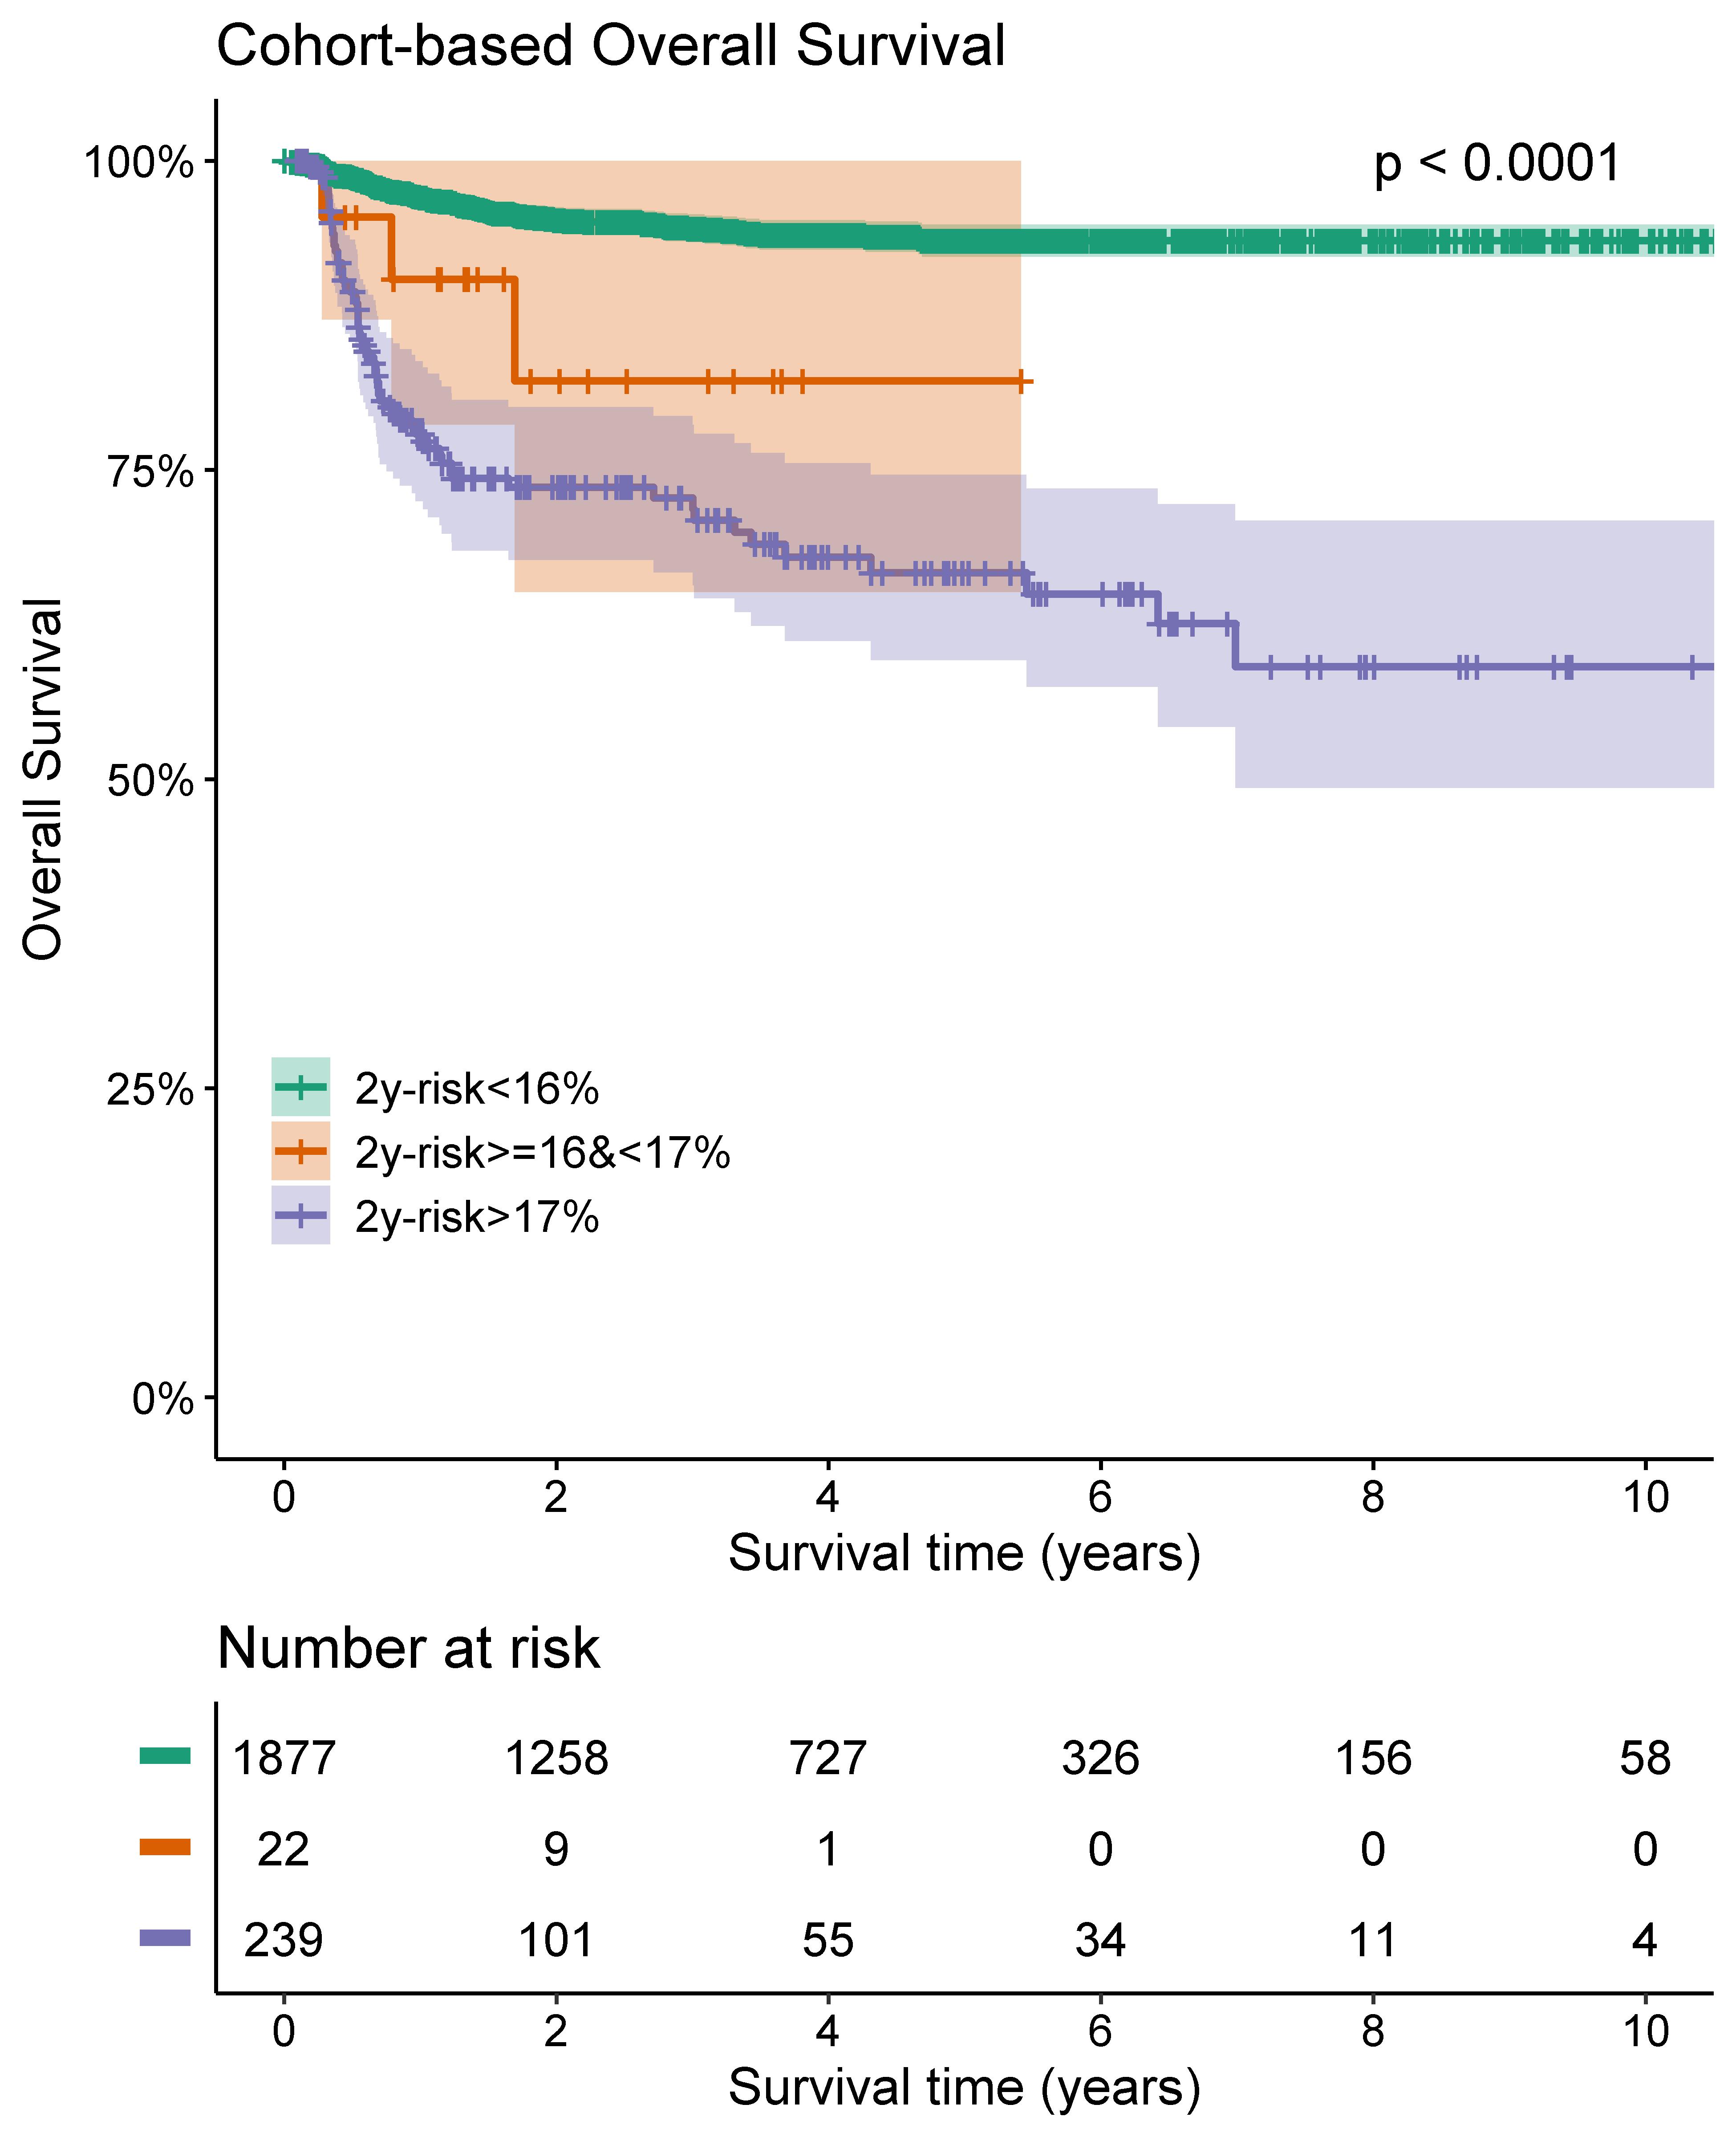 Cohort-based Overall Survival
p < 0.0001
100%
75%
50%
25%
0%
Overall Survival
2y-risk<16%
2y-risk>=16&<17%
2y-risk>17%
0 2 4 6 8 10
Survival time (years)
Number at risk
1877 1258 727 326 156 58
22 9 1 0 0 0
239 101 55 34 11 4
0 2 4 6 8 10
Survival time (years)